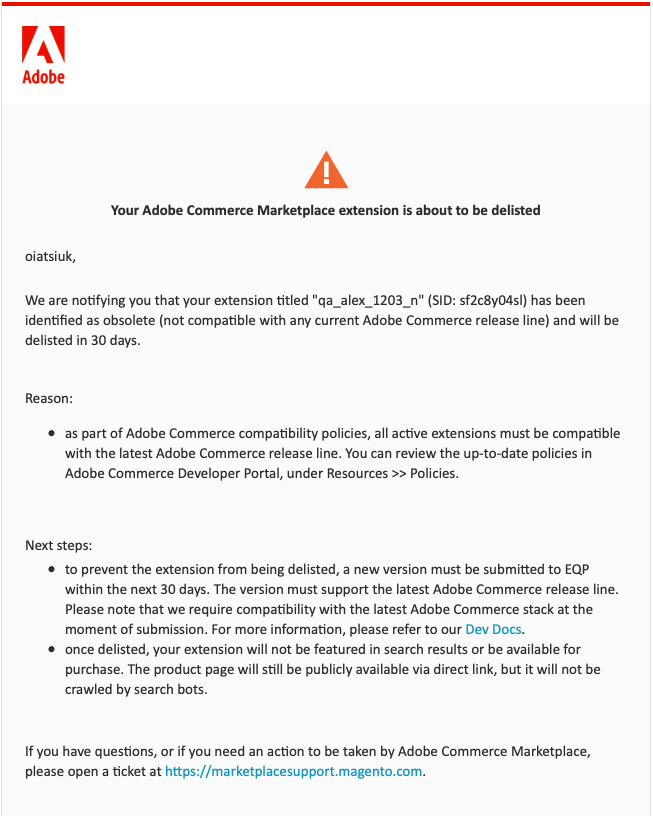 Adobe
Your Adobe Commerce Marketplace extension is about to be delisted
oiatsiuk,
We are notifying you that your extension titled "qa_alex_1203_n" (SID: sf2c8y04sl) has been
identified as obsolete (not compatible with any current Adobe Commerce release line) and will be
delisted in 30 days.
Reason:
• as part of Adobe Commerce compatibility policies, all active extensions must be compatible
with the latest Adobe Commerce release line. You can review the up-to-date policies in
Adobe Commerce Developer Portal, under Resources >> Policies.
Next steps:
• to prevent the extension from being delisted, a new version must be submitted to EQP
within the next 30 days. The version must support the latest Adobe Commerce release line.
Please note that we require compatibility with the latest Adobe Commerce stack at the
moment of submission. For more information, please refer to our Dev Docs.
• once delisted, your extension will not be featured in search results or be available for
purchase. The product page will still be publicly available via direct link, but it will not be
crawled by search bots.
If you have questions, or if you need an action to be taken by Adobe Commerce Marketplace,
please open a ticket at https://marketplacesupport.magento.com.